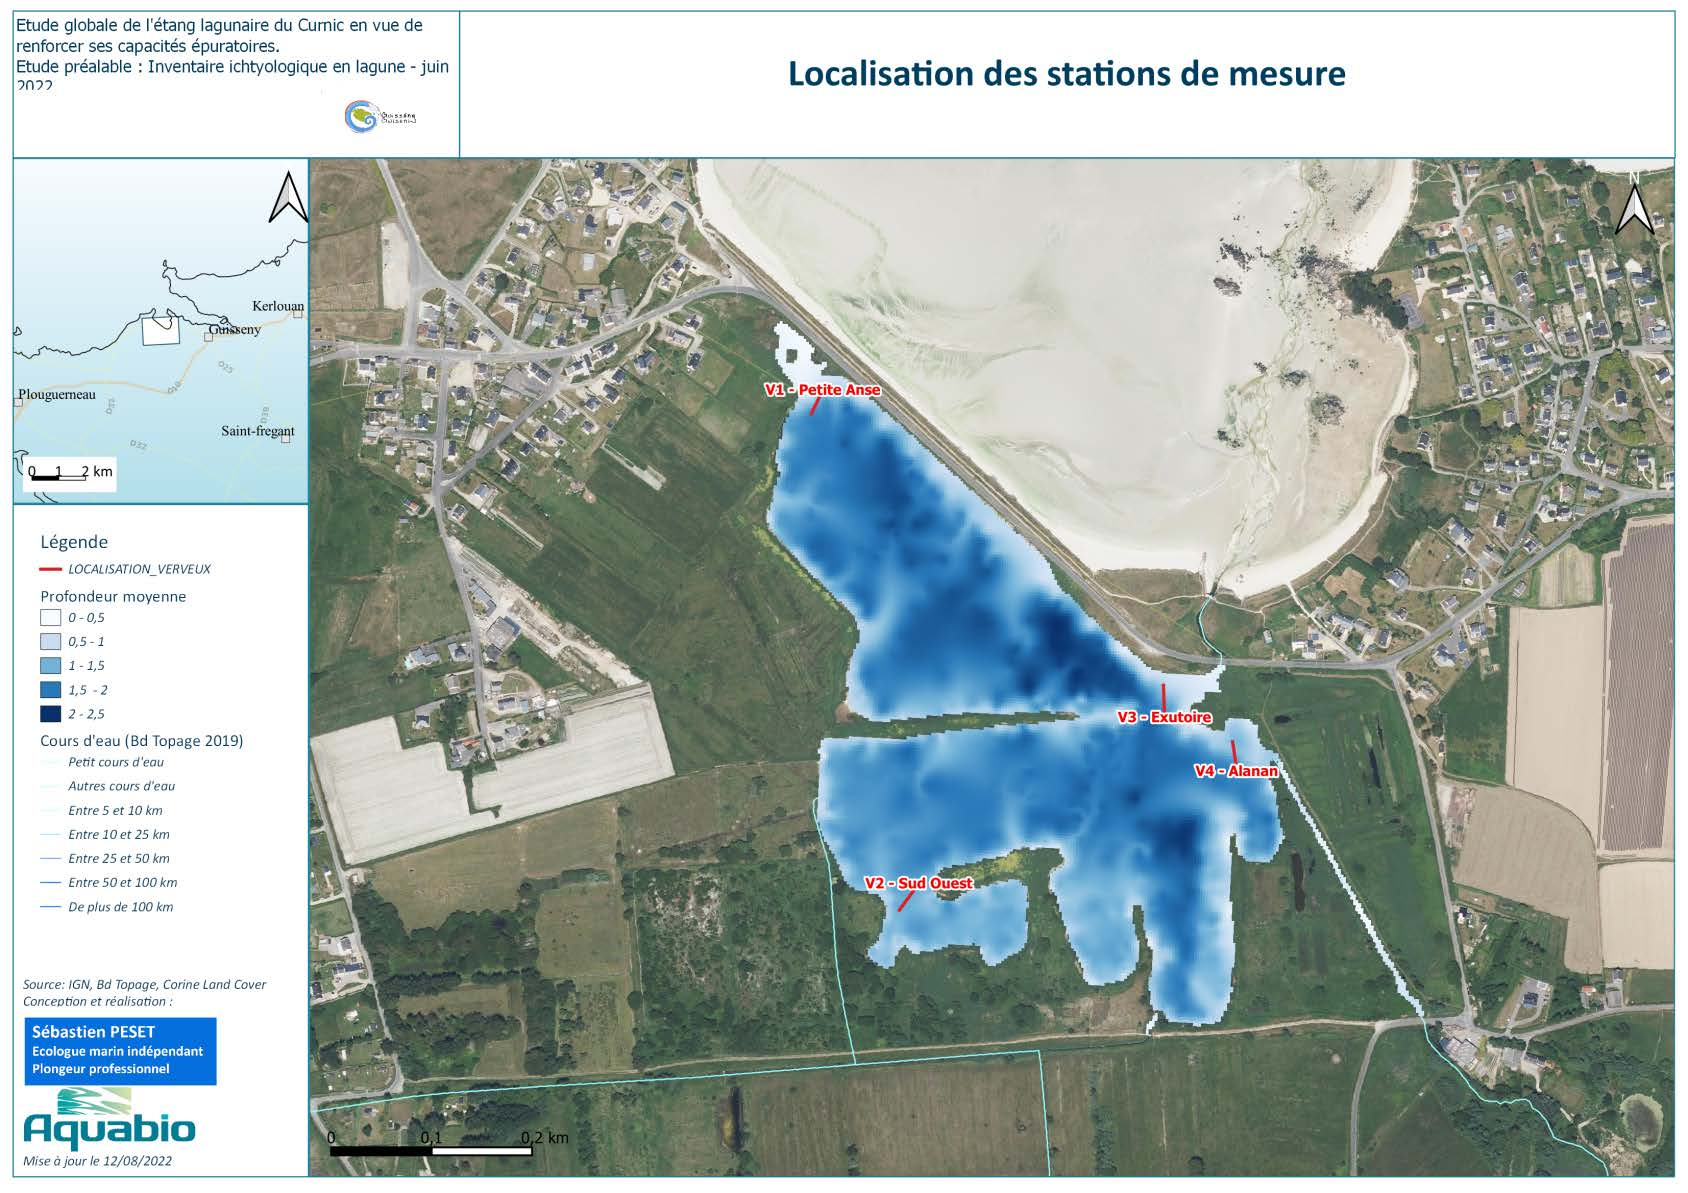 Etude globale de l'étang lagunaire du Curnic en vue de
renforcer ses capacités épuratoires.
Etude préalable : Inventaire ichtyologique en lagune - juin
2022
Localisation des stations de mesure
Kerlouan
Guisseny
D25
D10
Plouguerneau
D52
D38
Saint-fregant
D32
0 1 2 km
Légende
LOCALISATION_VERVEUX
Profondeur moyenne
0 - 0,5
0,5 - 1
1 - 1,5
1,5 - 2
2 - 2,5
Cours d'eau (Bd Topage 2019)
Petit cours d'eau
Autres cours d'eau
Entre 5 et 10 km
Entre 10 et 25 km
Entre 25 et 50 km
Entre 50 et 100 km
De plus de 100 km
Source: IGN, Bd Topage, Corine Land Cover
Conception et réalisation :
Sébastien PESET
Ecologue marin indépendant
Plongeur professionnel
Aquabio
Mise à jour le 12/08/2022
N
V1 - Petite Anse
V3 - Exutoire
V4 - Alanan
V2 - Sud Ouest
0 0,1 0,2 km